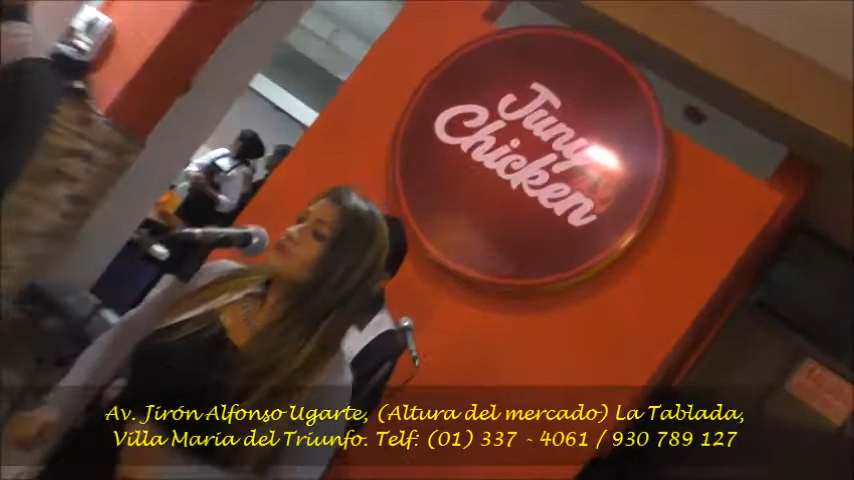 Juny
Chicken
Av. Jirón Alfonso Ugarte, (Altura del mercado) La Tablada,
Villa María del Triunfo. Telf: (01) 337 - 4061 / 930 789 127